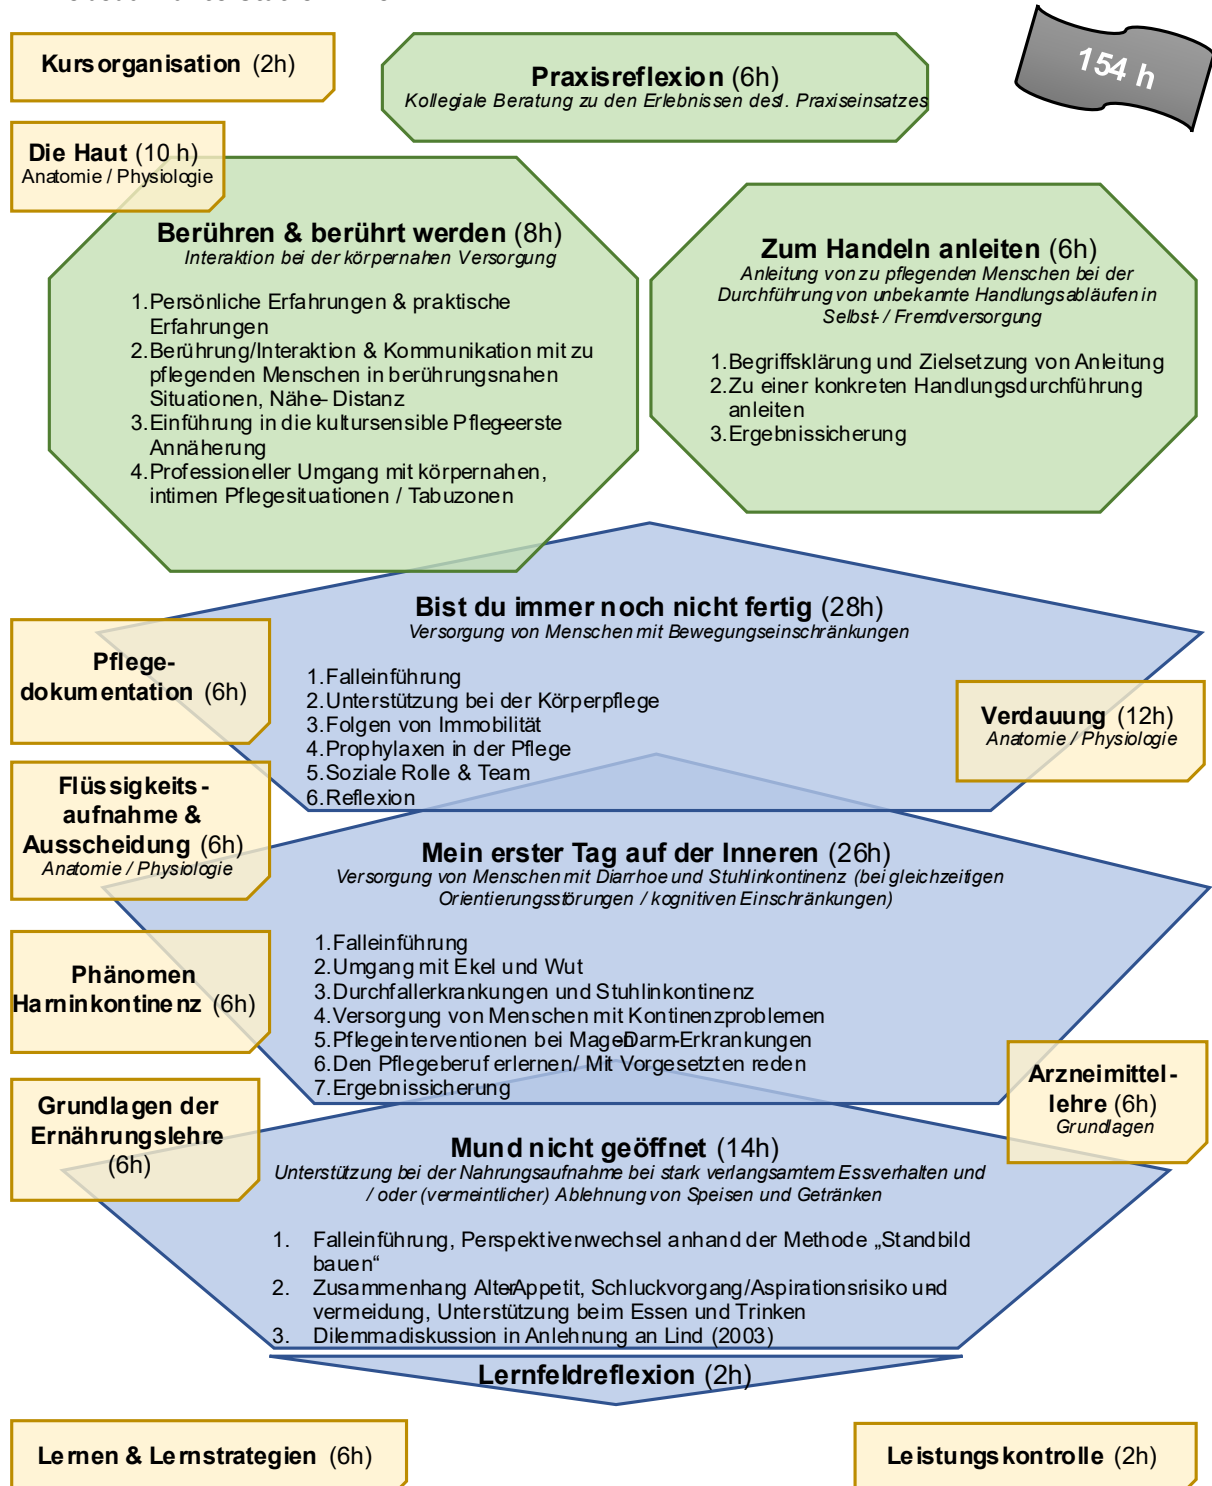 Kursorganisation (2h)
Praxisreflexion (6h)
Kollegiale Beratung zu den Erlebnissen des1. Praxiseinsatzes
154 h
Die Haut (10 h)
Anatomie / Physiologie
Berühren & berührt werden (8h)
Interaktion bei der körpernahen Versorgung
1.Persönliche Erfahrungen & praktische
Erfahrungen
2.Berührung/Interaktion & Kommunikation mit zu
pflegenden Menschen in berührungsnahen
Situationen, Nähe– Distanz
3.Einführung in die kultursensible Pflege-erste
Annäherung
4.Professioneller Umgang mit körpernahen,
intimen Pflegesituationen / Tabuzonen
Zum Handeln anleiten (6h)
Anleitung von zu pflegenden Menschen bei der
Durchführung von unbekannte Handlungsabläufen in
Selbst- / Fremdversorgung
1.Begriffsklärung und Zielsetzung von Anleitung
2.Zu einer konkreten Handlungsdurchführung
anleiten
3.Ergebnissicherung
Bist du immer noch nicht fertig (28h)
Versorgung von Menschen mit Bewegungseinschränkungen
1.Falleinführung
2.Unterstützung bei der Körperpflege
3.Folgen von Immobilität
4.Prophylaxen in der Pflege
5.Soziale Rolle & Team
6.Reflexion
Pflege-
dokumentation (6h)
Verdauung (12h)
Anatomie / Physiologie
Flüssigkeits-
aufnahme &
Ausscheidung (6h)
Anatomie / Physiologie
Mein erster Tag auf der Inneren (26h)
Versorgung von Menschen mit Diarrhoe und Stuhlinkontinenz (bei gleichzeitigen
Orientierungsstörungen / kognitiven Einschränkungen)
1.Falleinführung
2.Umgang mit Ekel und Wut
3.Durchfallerkrankungen und Stuhlinkontinenz
4.Versorgung von Menschen mit Kontinenzproblemen
5.Pflegeinterventionen bei Magen-Darm-Erkrankungen
6.Den Pflegeberuf erlernen/ Mit Vorgesetzten reden
7.Ergebnissicherung
Phänomen
Harninkontinenz (6h)
Arzneimittel-
lehre (6h)
Grundlagen
Grundlagen der
Ernährungslehre
(6h)
Mund nicht geöffnet (14h)
Unterstützung bei der Nahrungsaufnahme bei stark verlangsamtem Essverhalten und
/ oder (vermeintlicher) Ablehnung von Speisen und Getränken
1. Falleinführung, Perspektivenwechsel anhand der Methode „Standbild
bauen“
2. Zusammenhang Alter-Appetit, Schluckvorgang/Aspirationsrisiko und-
vermeidung, Unterstützung beim Essen und Trinken
3. Dilemmadiskussion in Anlehnung an Lind (2003)
Lernfeldreflexion (2h)
Lernen & Lernstrategien (6h)
Leistungskontrolle (2h)